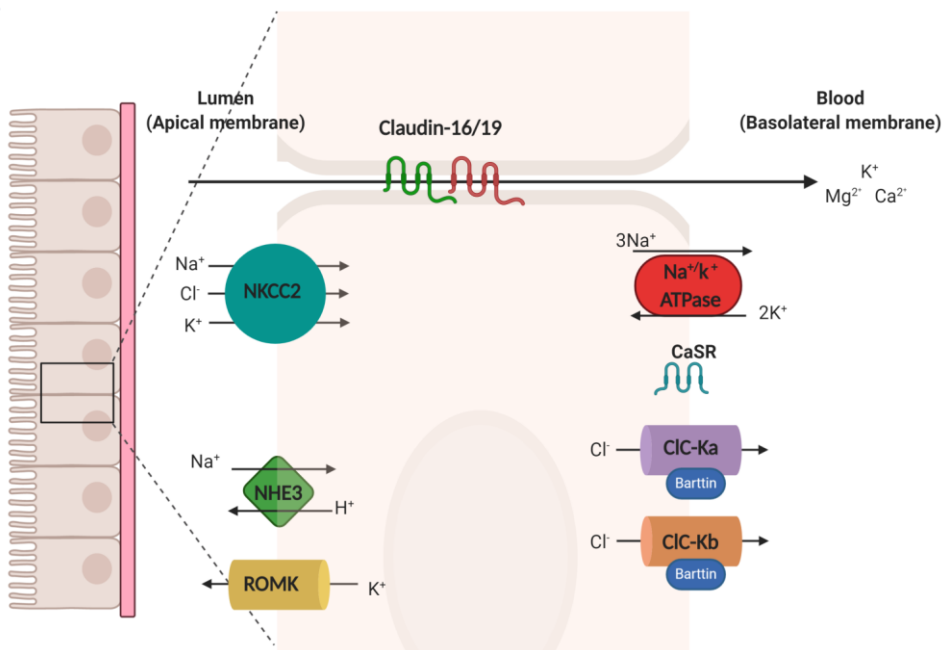 Lumen
(Apical membrane)
Blood
(Basolateral membrane)
Claudin-16/19
K⁺
Mg²⁺ Ca²⁺
Na⁺
Cl⁻
K⁺
NKCC2
3Na⁺
Na⁺/k⁺
ATPase
2K⁺
CaSR
Cl⁻
ClC-Ka
Barttin
Na⁺
NHE3
H⁺
Cl⁻
ClC-Kb
Barttin
ROMK
K⁺